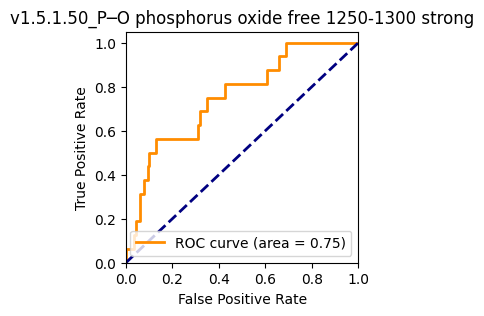 v1.5.1.50_P─O phosphorus oxide free 1250-1300 strong
1.0
0.8
0.6
0.4
0.2
0.0
True Positive Rate
ROC curve (area = 0.75)
0.0 0.2 0.4 0.6 0.8 1.0
False Positive Rate